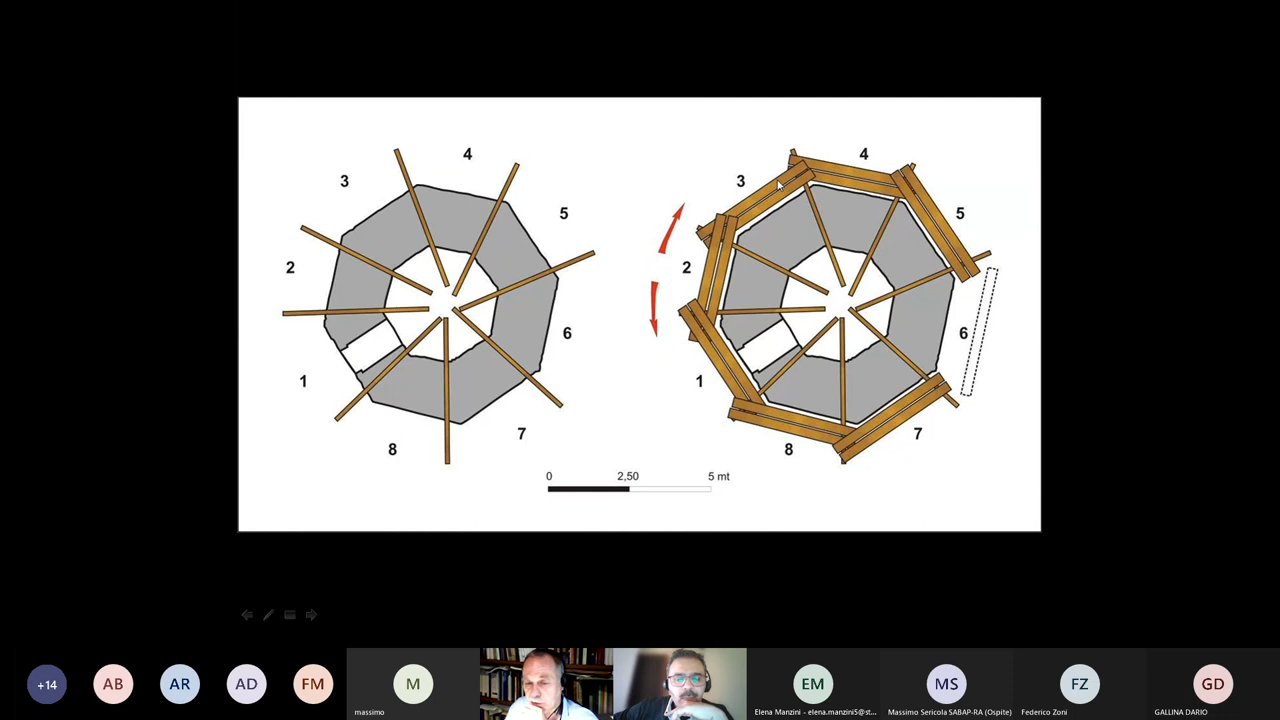 4
3
5
2
6
1
7
8
4
3
5
2
6
1
7
8
0 2,50 5 mt
+14
AB
AR
AD
FM
M
massimo
EM
Elena Manzini - elena.manzini5@st...
MS
Massimo Sericola SABAP-RA (Ospite)
FZ
Federico Zoni
GD
GALLINA DARIO